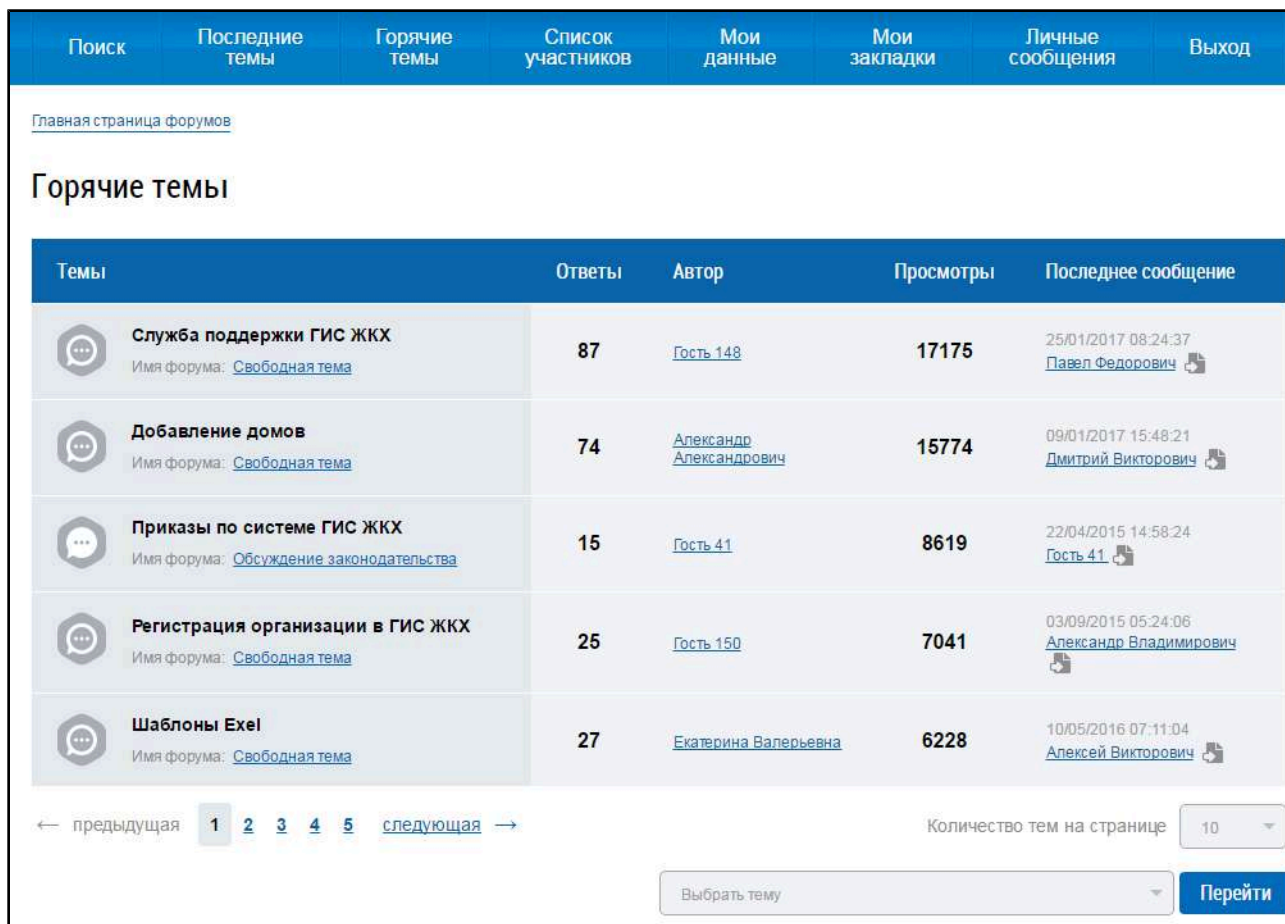 Поиск
Последние
темы
Горячие
темы
Список
участников
Мои
данные
Мои
закладки
Личные
сообщения
Выход
Главная страница форумов
Горячие темы
Темы Ответы Автор Просмотры Последнее сообщение
Служба поддержки ГИС ЖКХ
Имя форума: Свободная тема
87
Гость 148
17175
25/01/2017 08:24:37
Павел Федорович
Добавление домов
Имя форума: Свободная тема
74
Александр
Александрович
15774
09/01/2017 15:48:21
Дмитрий Викторович
Приказы по системе ГИС ЖКХ
Имя форума: Обсуждение законодательства
15
Гость 41
8619
22/04/2015 14:58:24
Гость 41
Регистрация организации в ГИС ЖКХ
Имя форума: Свободная тема
25
Гость 150
7041
03/09/2015 05:24:06
Александр Владимирович
Шаблоны Exel
Имя форума: Свободная тема
27
Екатерина Валерьевна
6228
10/05/2016 07:11:04
Алексей Викторович
← предыдущая 1 2 3 4 5 следующая →
Количество тем на странице 10
Выбрать тему
Перейти